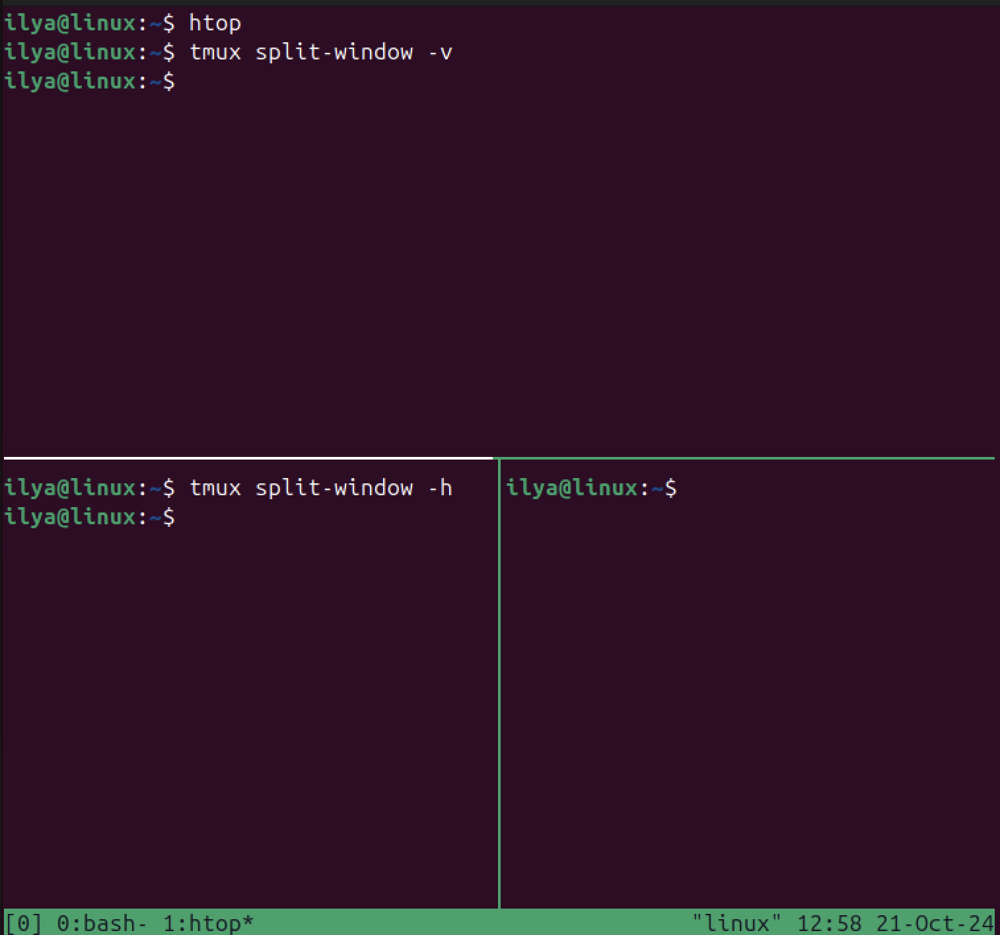 ilya@linux:~$ htop
ilya@linux:~$ tmux split-window -v
ilya@linux:~$
ilya@linux:~$ tmux split-window -h
ilya@linux:~$
ilya@linux:~$
[0] 0:bash- 1:htop* "linux" 12:58 21-Oct-24